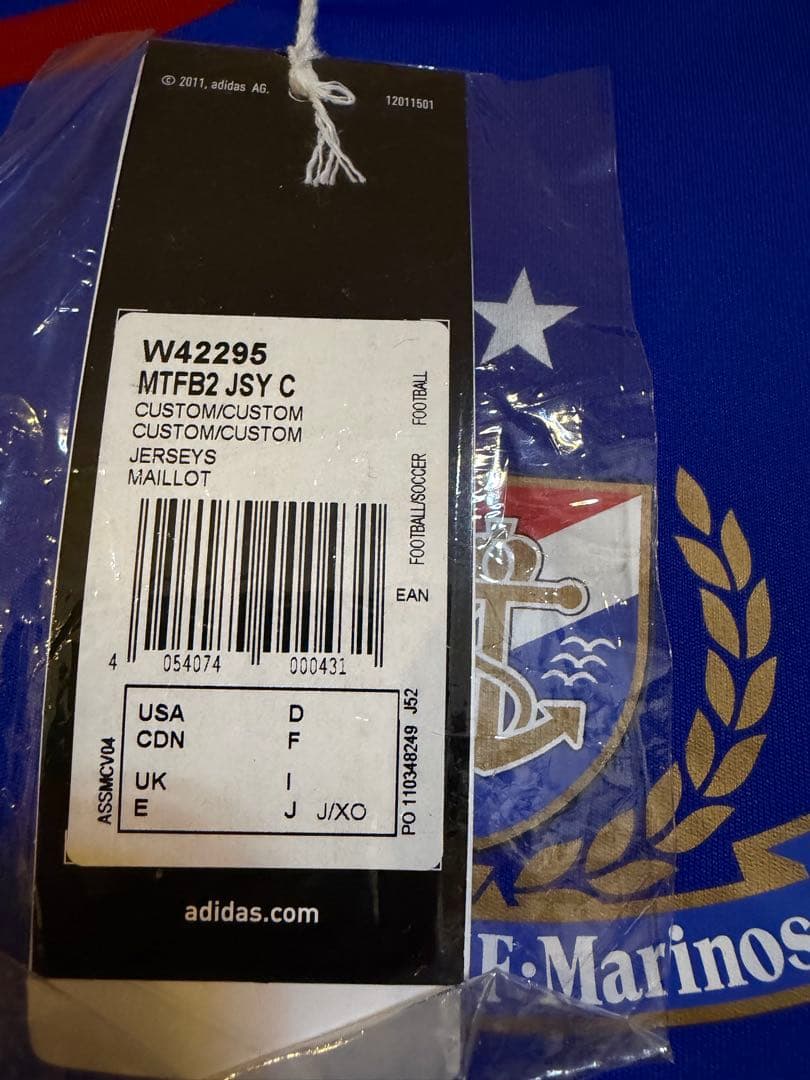 © 2011, adidas AG.
12011501
W42295
MTFB2 JSY C
CUSTOM/CUSTOM
CUSTOM/CUSTOM
JERSEYS
MAILLOT
FOOTBALL/SOCCER FOOTBALL
EAN
4 054074 000431
USA D
CDN F
UK I
E J J/XO
ASSMCV04
PO 110348249 J52
adidas.com
F·Marinos